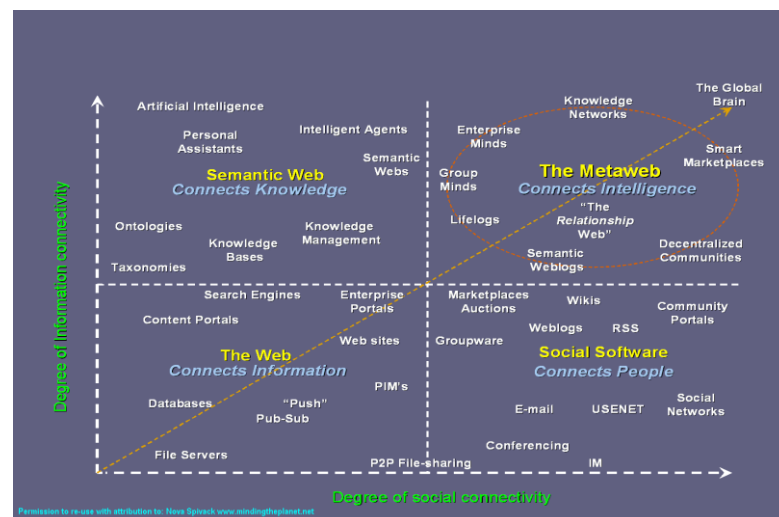 The Global
Brain
Artificial Intelligence
Knowledge
Networks
Personal
Assistants
Intelligent Agents
Enterprise
Minds
Smart
Marketplaces
Semantic
Webs
Semantic Web
Connects Knowledge
Group
Minds
The Metaweb
Connects Intelligence
"The
Relationship
Web"
Lifelogs
Ontologies
Knowledge
Management
Knowledge
Bases
Semantic
Weblogs
Decentralized
Communities
Taxonomies
Degree of Information connectivity
Search Engines
Enterprise
Portals
Marketplaces
Auctions
Wikis
Community
Portals
Content Portals
Weblogs
RSS
Web sites
Groupware
The Web
Connects Information
Social Software
Connects People
PIM's
Databases
"Push"
Pub-Sub
E-mail
USENET
Social
Networks
Conferencing
File Servers
P2P File-sharing
IM
Degree of social connectivity
Permission to re-use with attribution to: Nova Spivack www.mindingtheplanet.net